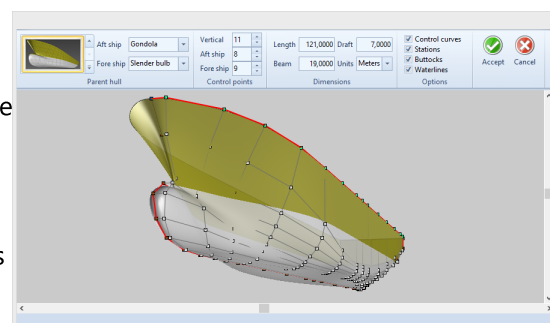 Vertical 11 Control curves
Aft ship Gondola Aft ship 8 Length 121,0000 Draft 7,0000 Stations
Buttocks
Fore ship Slender bulb Fore ship 9 Beam 19,0000 Units Meters Waterlines Accept Cancel
Parent hull Control points Dimensions Options
e
s